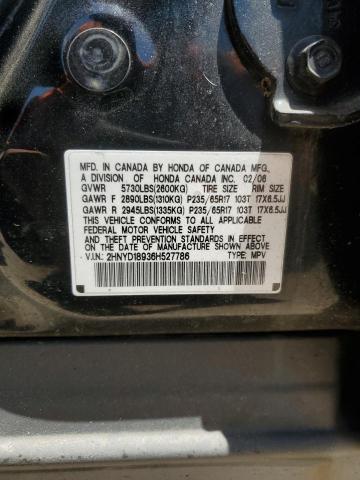 MFD. IN CANADA BY HONDA OF CANADA MFG.,
A DIVISION OF HONDA CANADA INC. 02/06
GVWR 5730LBS(2600KG) TIRE SIZE RIM SIZE
GAWR F 2890LBS(1310KG) P235/65R17 103T 17X6.5JJ
GAWR R 2945LBS(1335KG) P235/65R17 103T 17X6.5JJ
THIS VEHICLE CONFORMS TO ALL APPLICABLE
FEDERAL MOTOR VEHICLE SAFETY
STANDARDS IN EFFECT ON THE DATE OF
MANUFACTURE SHOWN ABOVE.
V.I.N.: 2HNYD18936H527786 TYPE: MPV